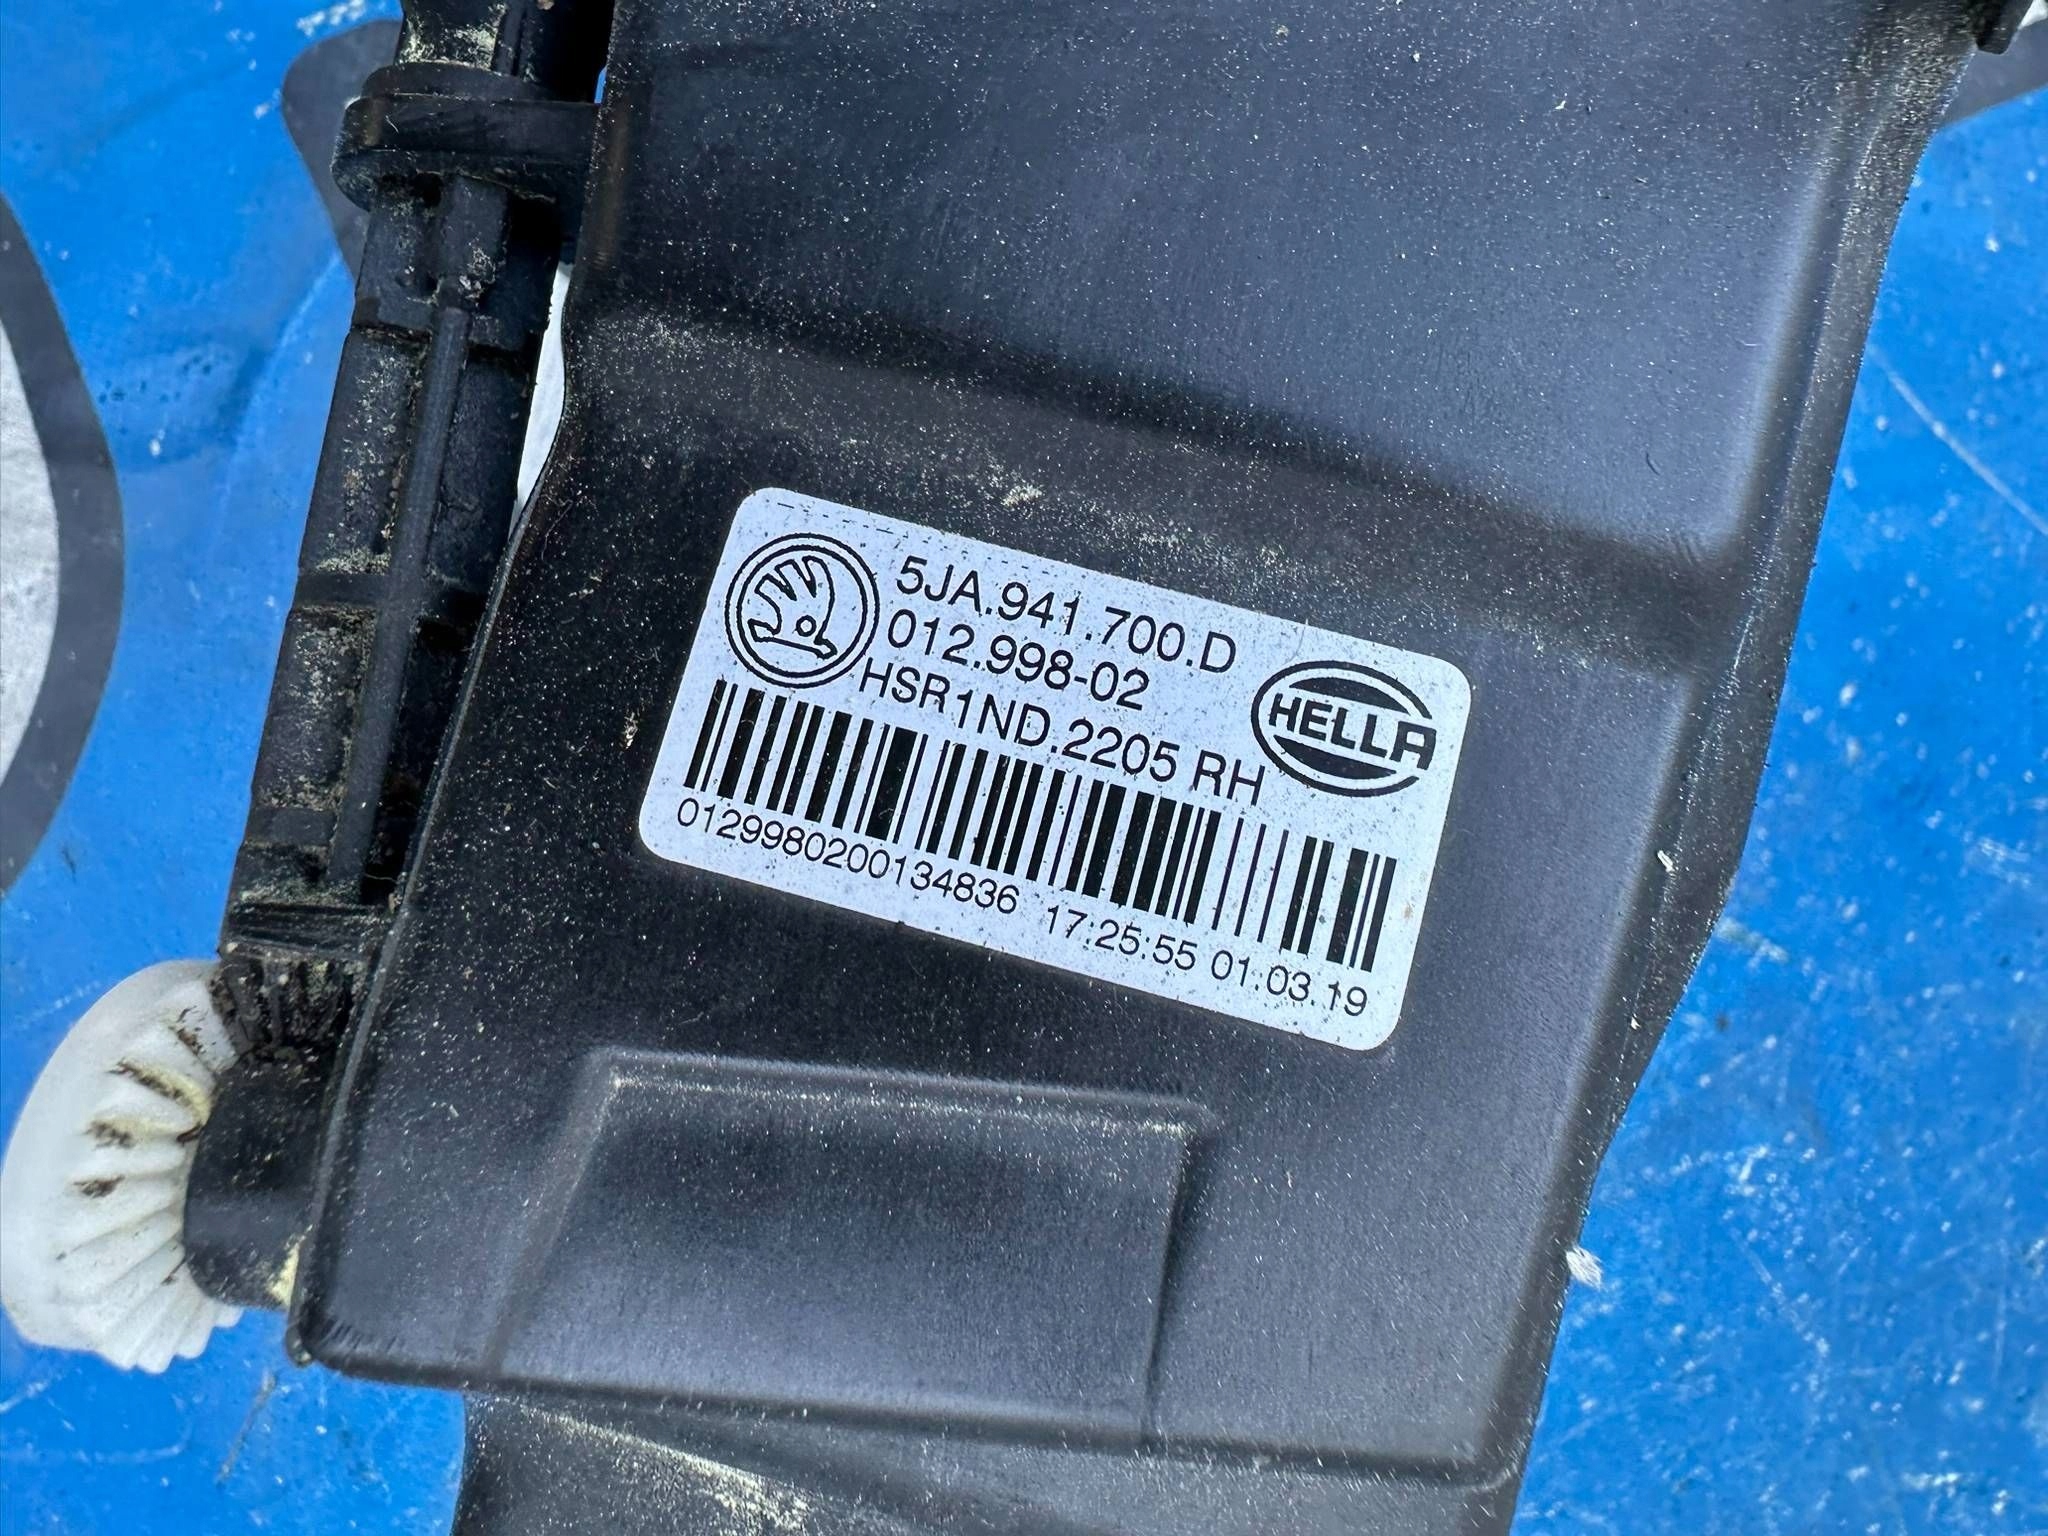 5JA.941.700.D
012.998-02
HSR1ND.2205 RH
HELLA
0129980200134836 17:25:55 01.03.19